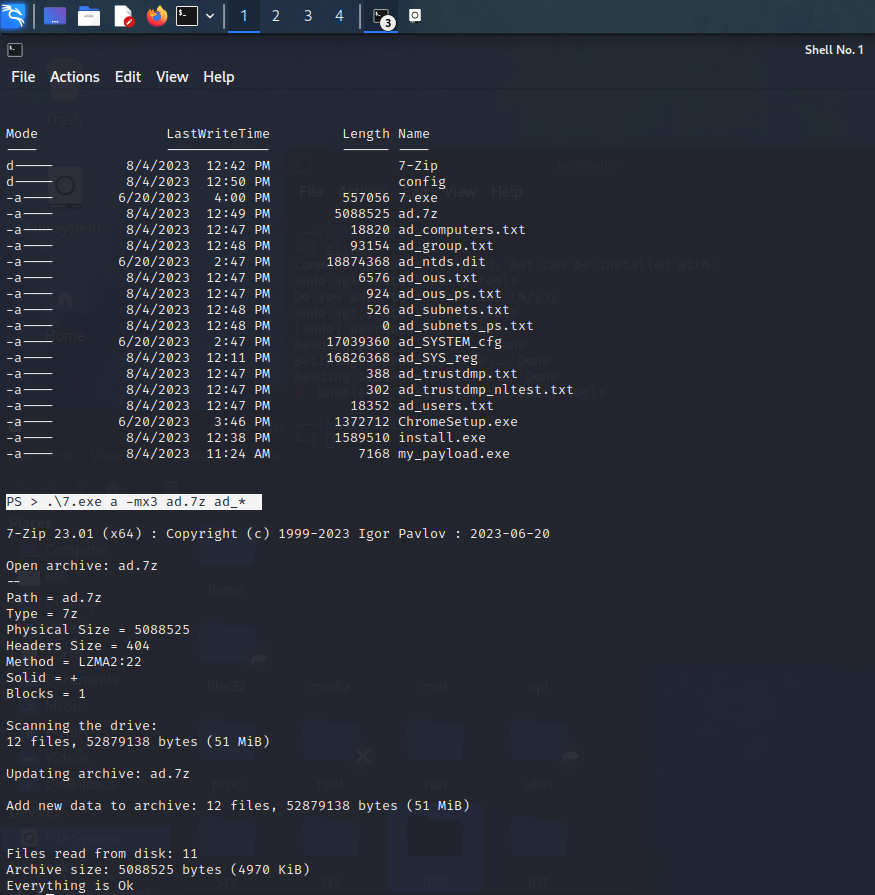 1 2 3 4 3
Shell No. 1
File Actions Edit View Help
Mode LastWriteTime Length Name
d----- 8/4/2023 12:42 PM 7-Zip
d----- 8/4/2023 12:50 PM config
-a---- 6/20/2023 4:00 PM 557056 7.exe
-a---- 8/4/2023 12:49 PM 5088525 ad.7z
-a---- 8/4/2023 12:47 PM 18820 ad_computers.txt
-a---- 8/4/2023 12:48 PM 93154 ad_group.txt
-a---- 6/20/2023 2:47 PM 18874368 ad_ntds.dit
-a---- 8/4/2023 12:47 PM 6576 ad_ous.txt
-a---- 8/4/2023 12:47 PM 924 ad_ous_ps.txt
-a---- 8/4/2023 12:48 PM 526 ad_subnets.txt
-a---- 8/4/2023 12:48 PM 0 ad_subnets_ps.txt
-a---- 6/20/2023 2:47 PM 17039360 ad_SYSTEM_cfg
-a---- 8/4/2023 12:11 PM 16826368 ad_SYS_reg
-a---- 8/4/2023 12:47 PM 388 ad_trustdmp.txt
-a---- 8/4/2023 12:47 PM 302 ad_trustdmp_nltest.txt
-a---- 8/4/2023 12:47 PM 18352 ad_users.txt
-a---- 6/20/2023 3:46 PM 1372712 ChromeSetup.exe
-a---- 8/4/2023 12:38 PM 1589510 install.exe
-a---- 8/4/2023 11:24 AM 7168 my_payload.exe
PS > .\7.exe a -mx3 ad.7z ad_*
7-Zip 23.01 (x64) : Copyright (c) 1999-2023 Igor Pavlov : 2023-06-20
Open archive: ad.7z
--
Path = ad.7z
Type = 7z
Physical Size = 5088525
Headers Size = 404
Method = LZMA2:22
Solid = +
Blocks = 1
Scanning the drive:
12 files, 52879138 bytes (51 MiB)
Updating archive: ad.7z
Add new data to archive: 12 files, 52879138 bytes (51 MiB)
Files read from disk: 11
Archive size: 5088525 bytes (4970 KiB)
Everything is Ok